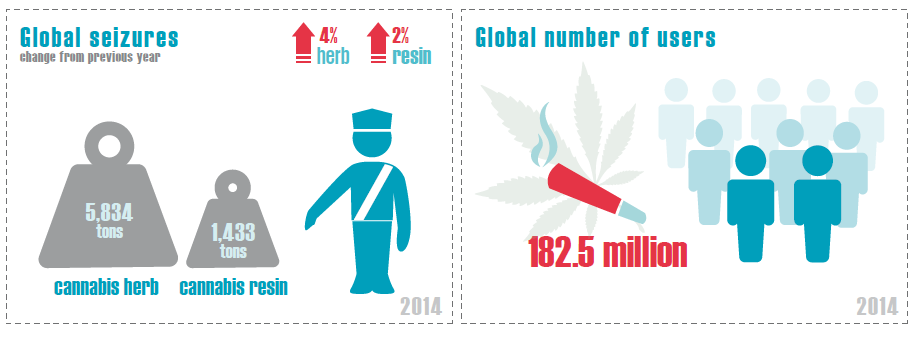 Global seizures
change from previous year
4%
herb
2%
resin
5,834
tons
1,433
tons
cannabis herb
cannabis resin
2014
Global number of users
182.5 million
2014